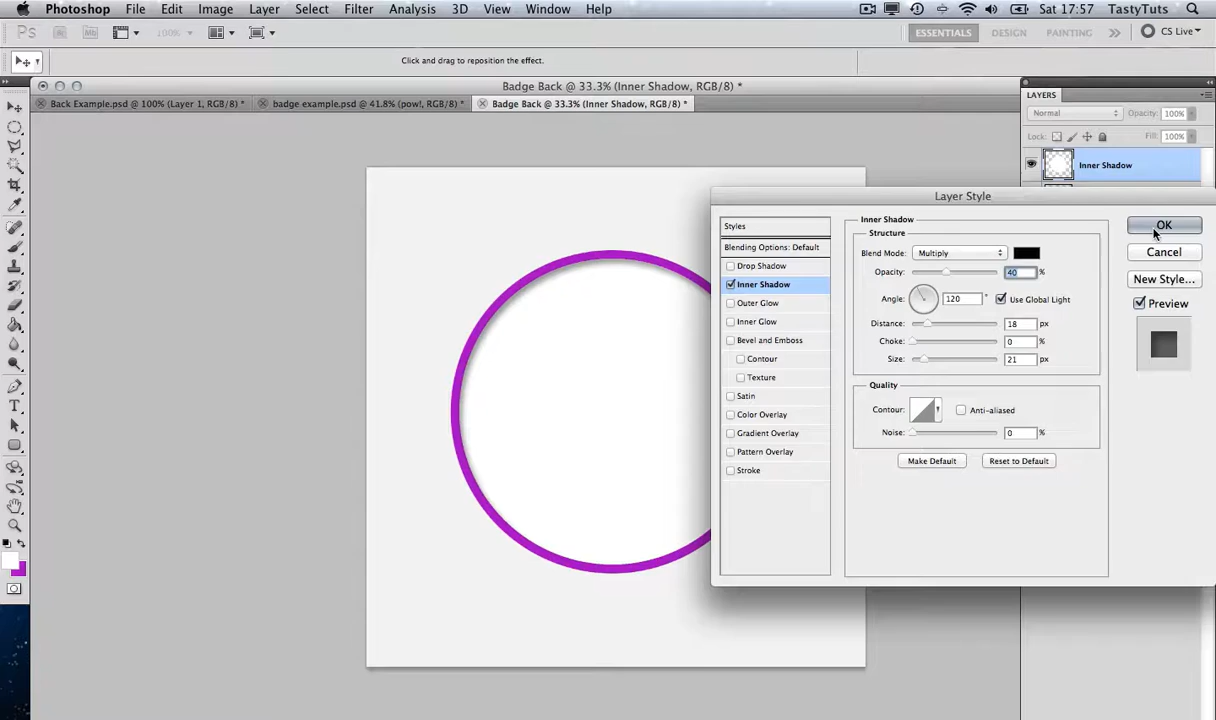 Photoshop File Edit Image Layer Select Filter Analysis 3D View Window Help Sat 17:57 TastyTuts
Ps Br Mb 100% ESSENTIALS DESIGN PAINTING CS Live
Click and drag to reposition the effect.
Badge Back @ 33.3% (Inner Shadow, RGB/8) *
Back Example.psd @ 100% (Layer 1, RGB/8) * badge example.psd @ 41.8% (pow!, RGB/8) * Badge Back @ 33.3% (Inner Shadow, RGB/8) *
LAYERS
Normal Opacity: 100%
Lock: Fill: 100%
Inner Shadow
Layer Style
Styles
Blending Options: Default
Drop Shadow
Inner Shadow
Outer Glow
Inner Glow
Bevel and Emboss
Contour
Texture
Satin
Color Overlay
Gradient Overlay
Pattern Overlay
Stroke
Inner Shadow
Structure
Blend Mode: Multiply
Opacity: 40 %
Angle: 120 ° Use Global Light
Distance: 18 px
Choke: 0 %
Size: 21 px
Quality
Contour: Anti-aliased
Noise: 0 %
Make Default Reset to Default
OK
Cancel
New Style...
Preview
T